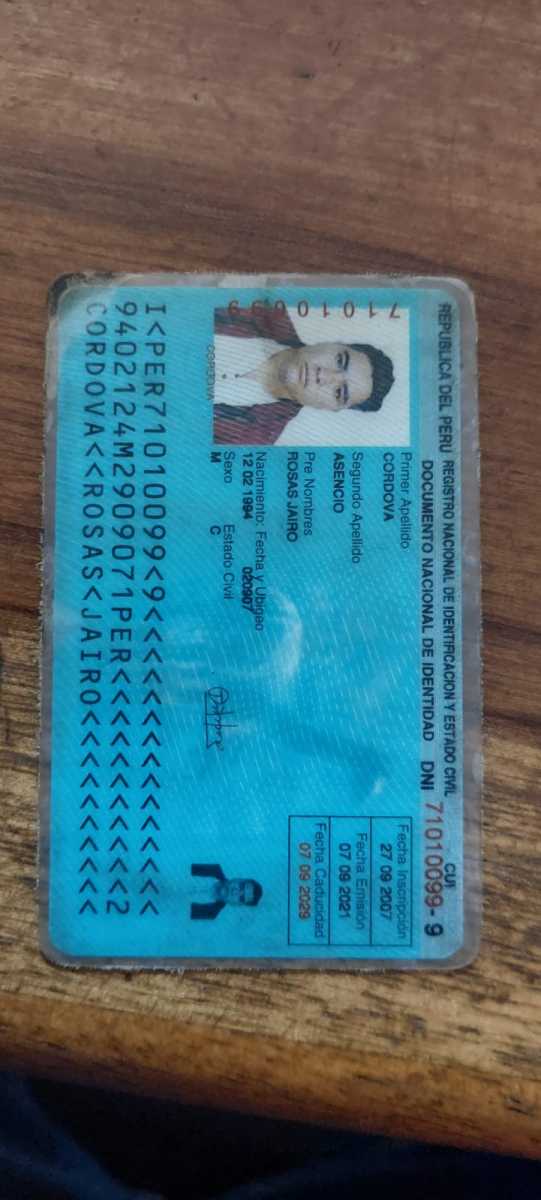 REPUBLICA DEL PERU REGISTRO NACIONAL DE IDENTIFICACION Y ESTADO CIVIL
DOCUMENTO NACIONAL DE IDENTIDAD DNI 71010099 - 9
CUI
Primer Apellido
CORDOVA
Segundo Apellido
ASENCIO
Pre Nombres
ROSAS JAIRO
Nacimiento: Fecha y Ubigeo
12 02 1994 020907
Sexo Estado Civil
M C
Fecha Inscripción
27 09 2007
Fecha Emisión
07 09 2021
Fecha Caducidad
07 09 2029
CORDOVA
I<PER71010099<9<<<<<<<<<<<<<<<
9402124M2909071PER<<<<<<<<<<<2
CORDOVA<<ROSAS<JAIRO<<<<<<<<<<